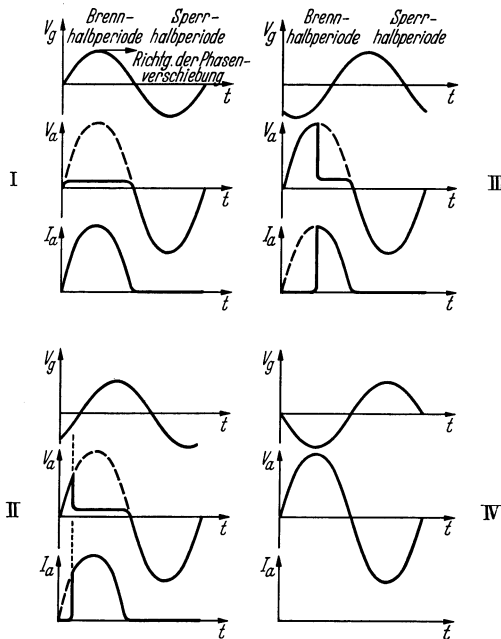 Brenn-
halbperiode
Sperr-
halbperiode
Richtg. der Phasen-
verschiebung
Vg
t
Va
t
I
Ia
t
Brenn-
halbperiode
Sperr-
halbperiode
Vg
t
Va
t
III
Ia
t
Vg
t
Va
t
II
Ia
t
Vg
t
Va
t
IV
Ia
t